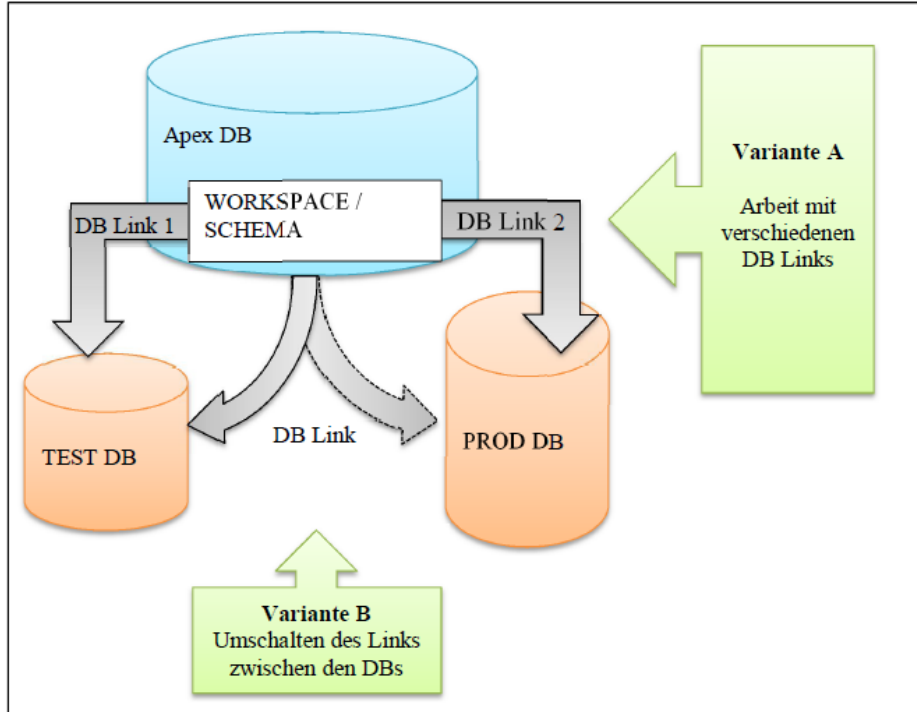 Apex DB
WORKSPACE /
SCHEMA
DB Link 1
DB Link 2
TEST DB
DB Link
PROD DB
Variante A
Arbeit mit
verschiedenen
DB Links
Variante B
Umschalten des Links
zwischen den DBs